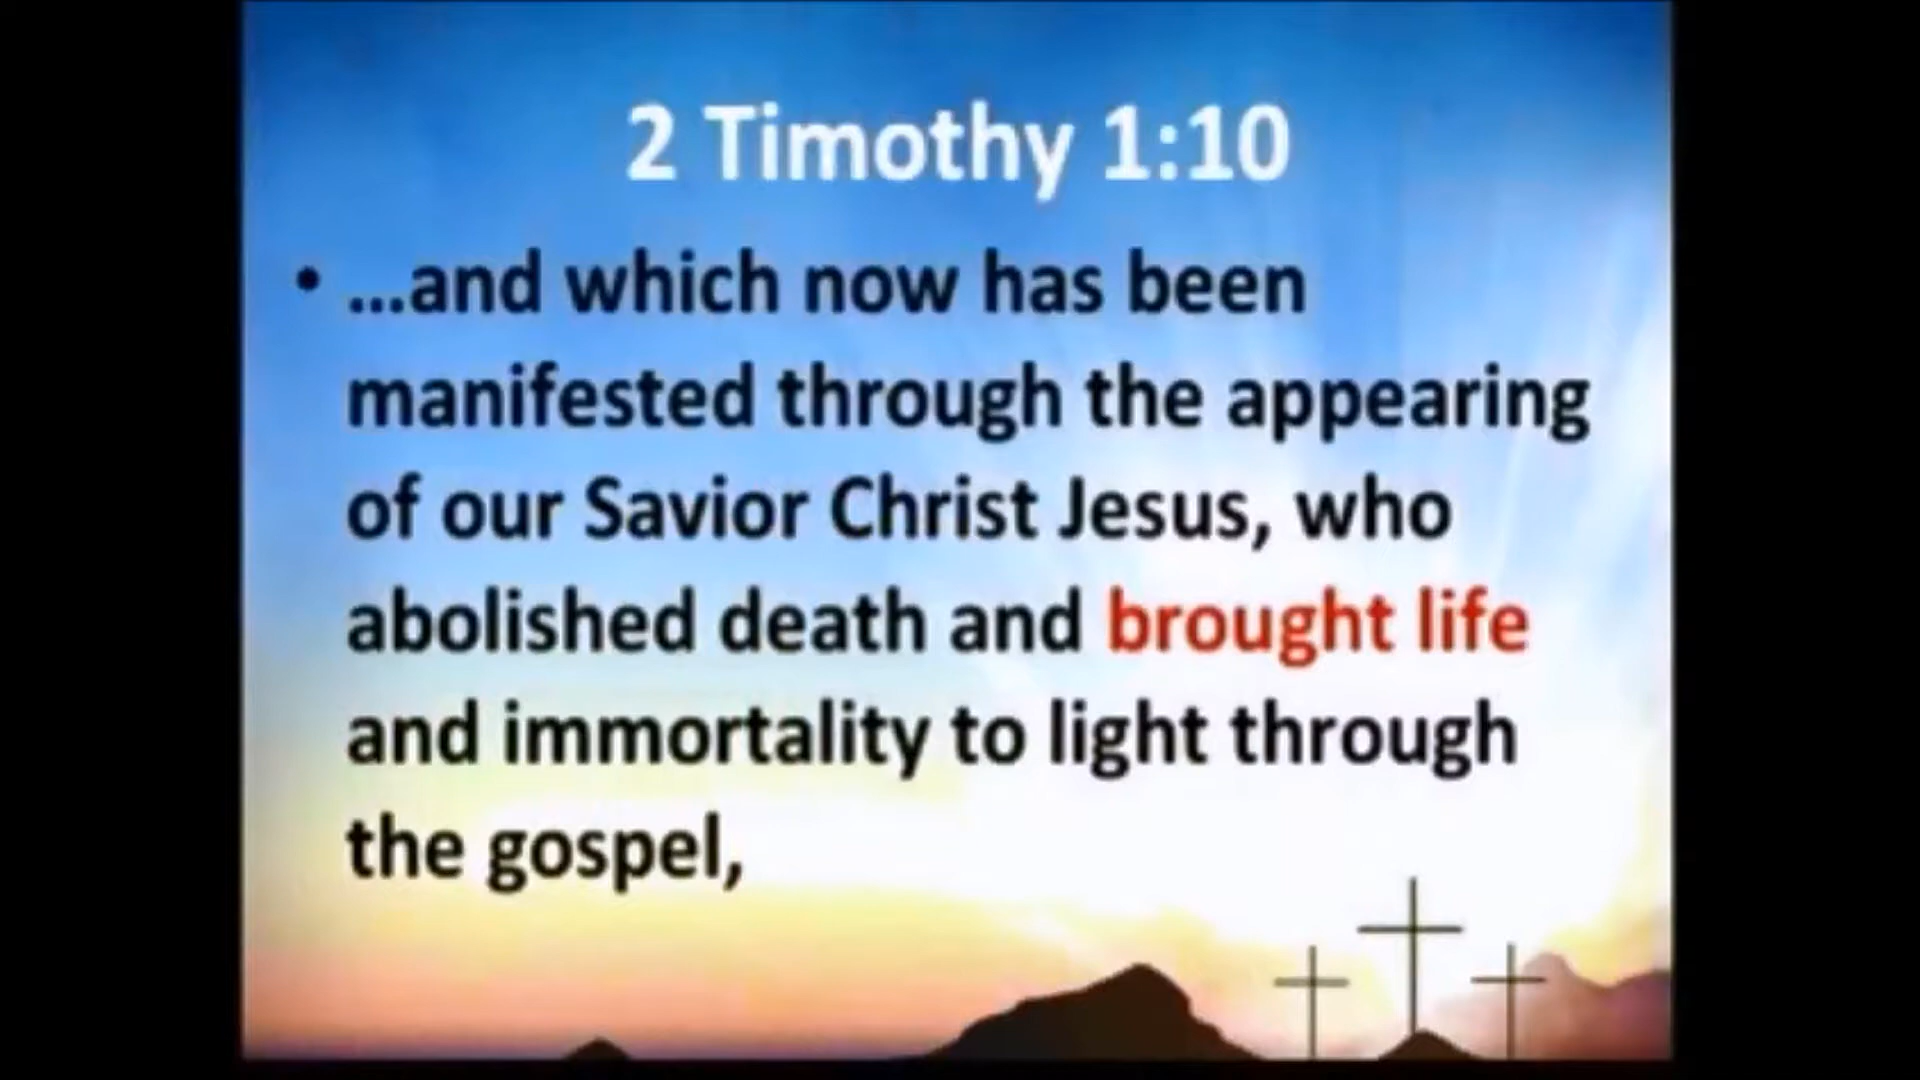 2 Timothy 1:10
• ...and which now has been
manifested through the appearing
of our Savior Christ Jesus, who
abolished death and brought life
and immortality to light through
the gospel,